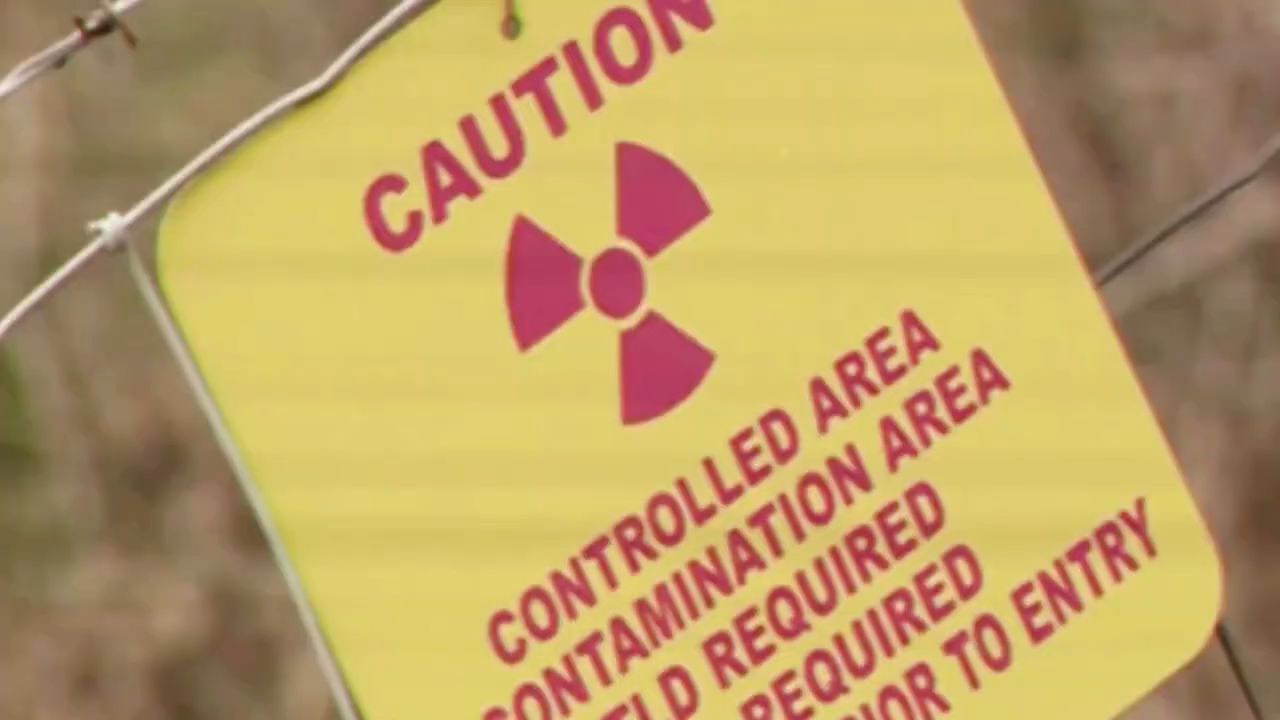 CAUTION
CONTROLLED AREA
CONTAMINATION AREA
REQUIRED
REQUIRED
TO ENTRY